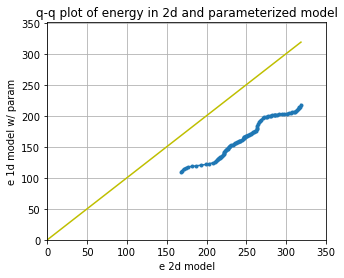 q-q plot of energy in 2d and parameterized model
350
300
250
200
150
100
50
0
e 1d model w/ param
0 50 100 150 200 250 300 350
e 2d model